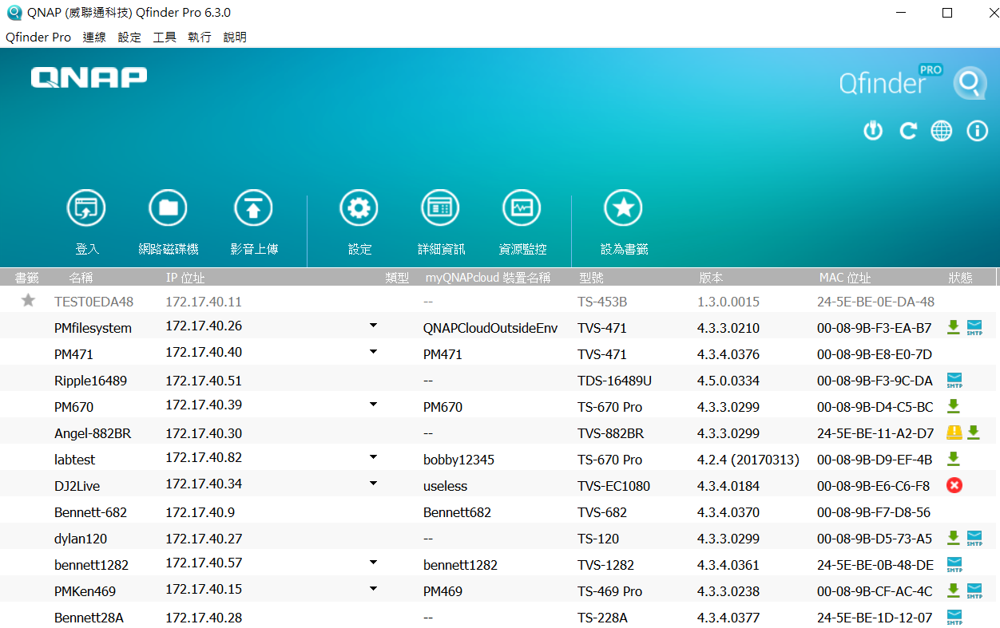 QNAP (威聯通科技) Qfinder Pro 6.3.0
Qfinder Pro 連線 設定 工具 執行 說明
QNAP
Qfinder PRO
登入 網路磁碟機 影音上傳 設定 詳細資訊 資源監控 設為書籤
書籤 名稱 IP 位址 類型 myQNAPcloud 裝置名稱 型號 版本 MAC 位址 狀態
TEST0EDA48 172.17.40.11 -- TS-453B 1.3.0.0015 24-5E-BE-0E-DA-48
PMfilesystem 172.17.40.26 QNAPCloudOutsideEnv TVS-471 4.3.3.0210 00-08-9B-F3-EA-B7 SMTP
PM471 172.17.40.40 PM471 TVS-471 4.3.4.0376 00-08-9B-E8-E0-7D
Ripple16489 172.17.40.51 -- TDS-16489U 4.5.0.0334 00-08-9B-F3-9C-DA SMTP
PM670 172.17.40.39 PM670 TS-670 Pro 4.3.3.0299 00-08-9B-D4-C5-BC
Angel-882BR 172.17.40.30 -- TVS-882BR 4.3.3.0299 24-5E-BE-11-A2-D7
labtest 172.17.40.82 bobby12345 TS-670 Pro 4.2.4 (20170313) 00-08-9B-D9-EF-4B
DJ2Live 172.17.40.34 useless TVS-EC1080 4.3.4.0184 00-08-9B-E6-C6-F8
Bennett-682 172.17.40.9 Bennett682 TVS-682 4.3.4.0370 00-08-9B-F7-D8-56
dylan120 172.17.40.27 -- TS-120 4.3.3.0299 00-08-9B-D5-73-A5 SMTP
bennett1282 172.17.40.57 bennett1282 TVS-1282 4.3.4.0361 24-5E-BE-0B-48-DE SMTP
PMKen469 172.17.40.15 PM469 TS-469 Pro 4.3.3.0238 00-08-9B-CF-AC-4C SMTP
Bennett28A 172.17.40.28 -- TS-228A 4.3.4.0377 24-5E-BE-1D-12-07 SMTP